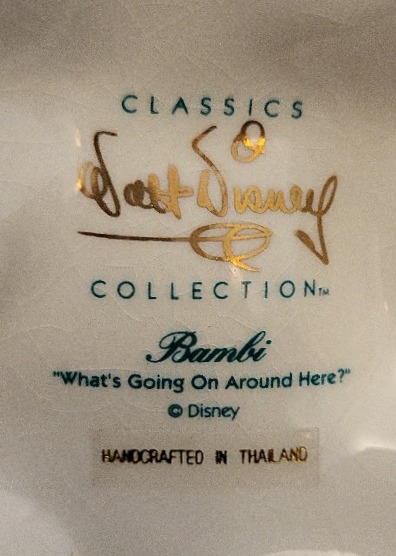 CLASSICS
Walt Disney
COLLECTION™
Bambi
"What's Going On Around Here?"
© Disney
HANDCRAFTED IN THAILAND